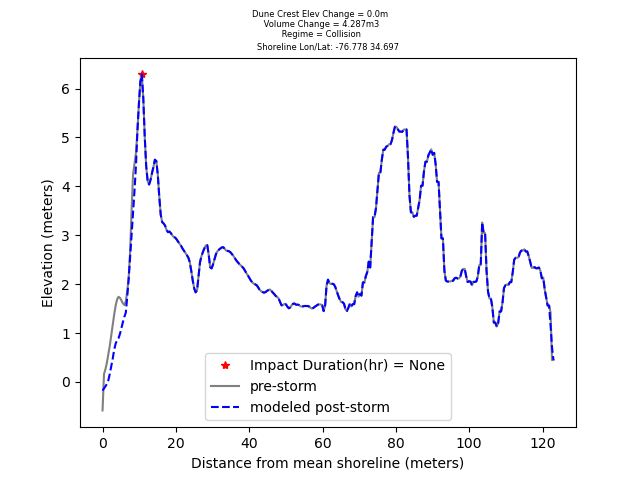 Dune Crest Elev Change = 0.0m
Volume Change = 4.287m3
Regime = Collision
Shoreline Lon/Lat: -76.778 34.697
6
5
4
3
2
1
0
Elevation (meters)
Impact Duration(hr) = None
pre-storm
modeled post-storm
0 20 40 60 80 100 120
Distance from mean shoreline (meters)